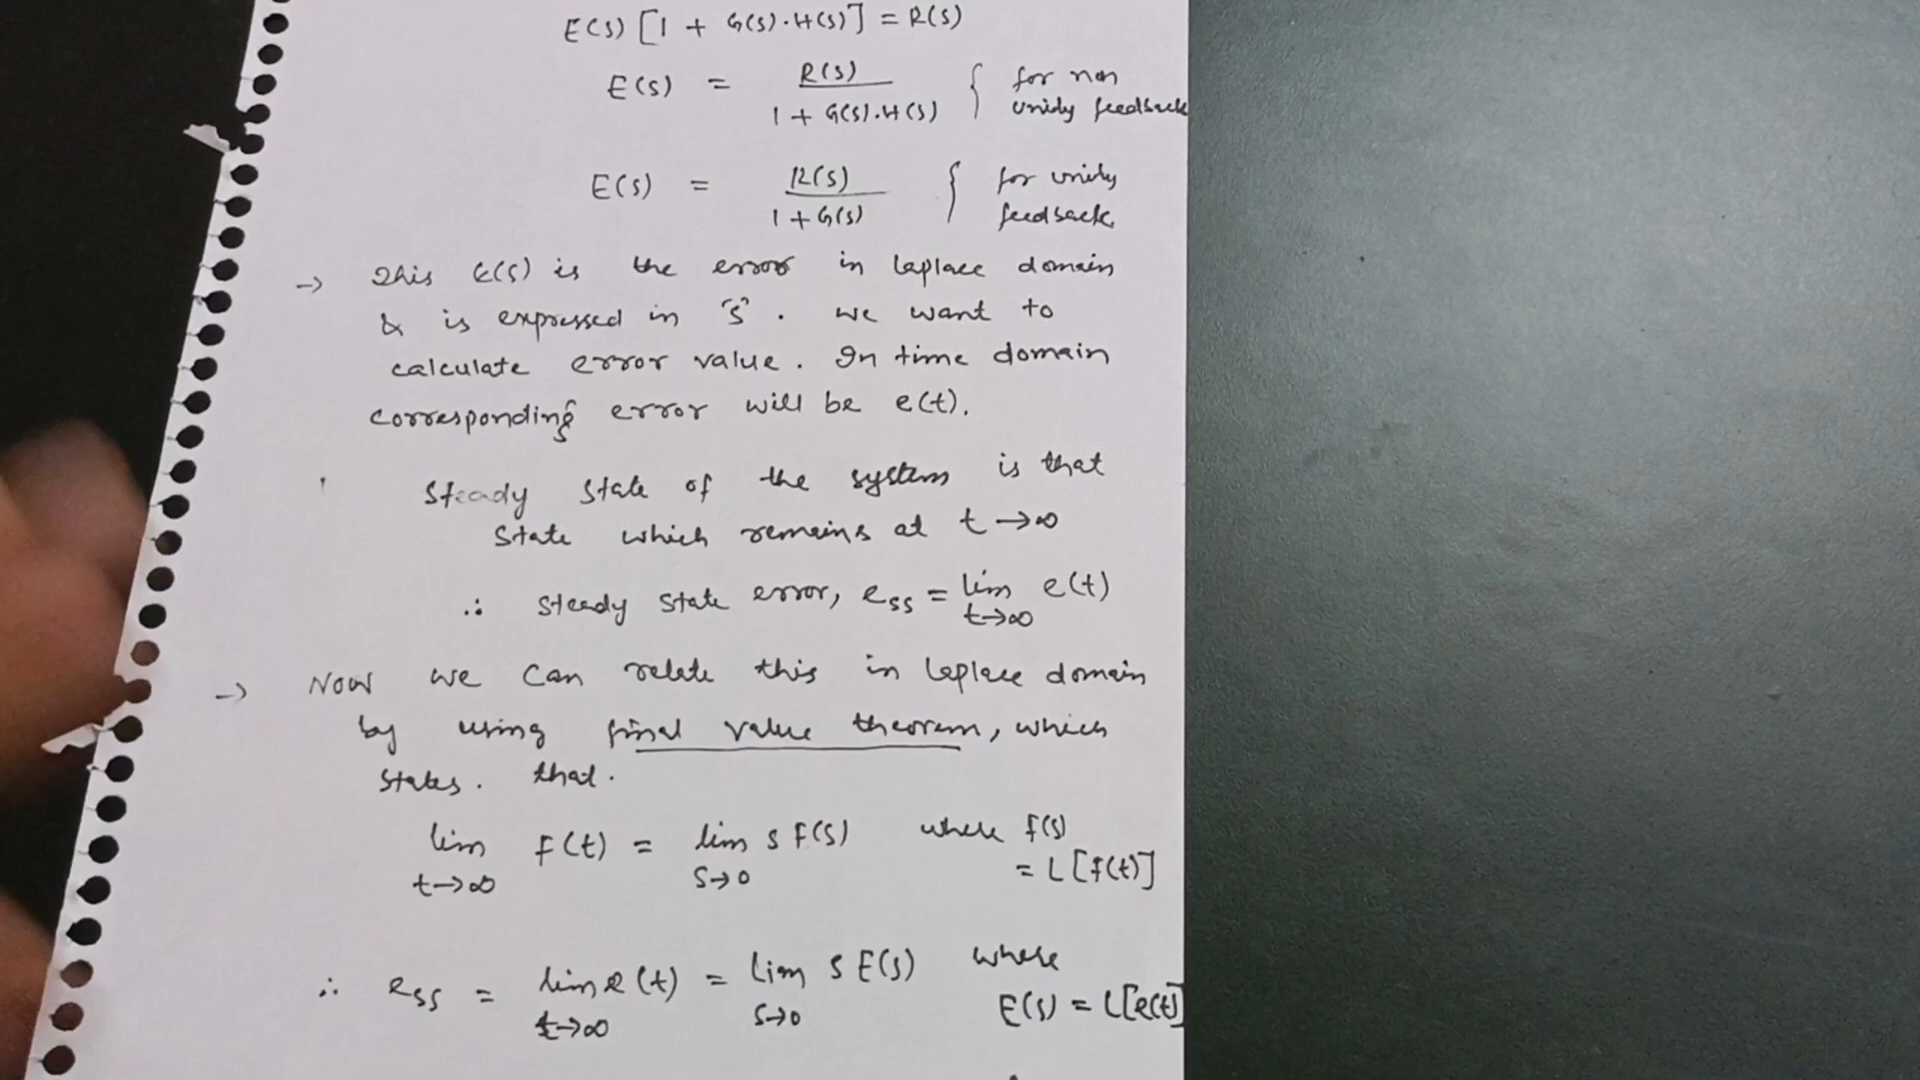 E(s) [1 + G(s)·H(s)] = R(s)
E(s) = R(s) / 1 + G(s).H(s) { for non unity feedback
E(s) = R(s) / 1 + G(s) { for unity feedback
→ This E(s) is the error in laplace domain
& is expressed in 's'. we want to
calculate error value. In time domain
corresponding error will be e(t).
Steady state of the system is that
state which remains at t→∞
∴ steady state error, ess = lim t→∞ e(t)
→ Now we can relate this in laplace domain
by using final value theorem, which
states. that.
lim t→∞ F(t) = lim s→0 s F(s) where f(s) = L[f(t)]
∴ ess = lim t→∞ e(t) = lim s→0 s E(s) where E(s) = L[e(t)]